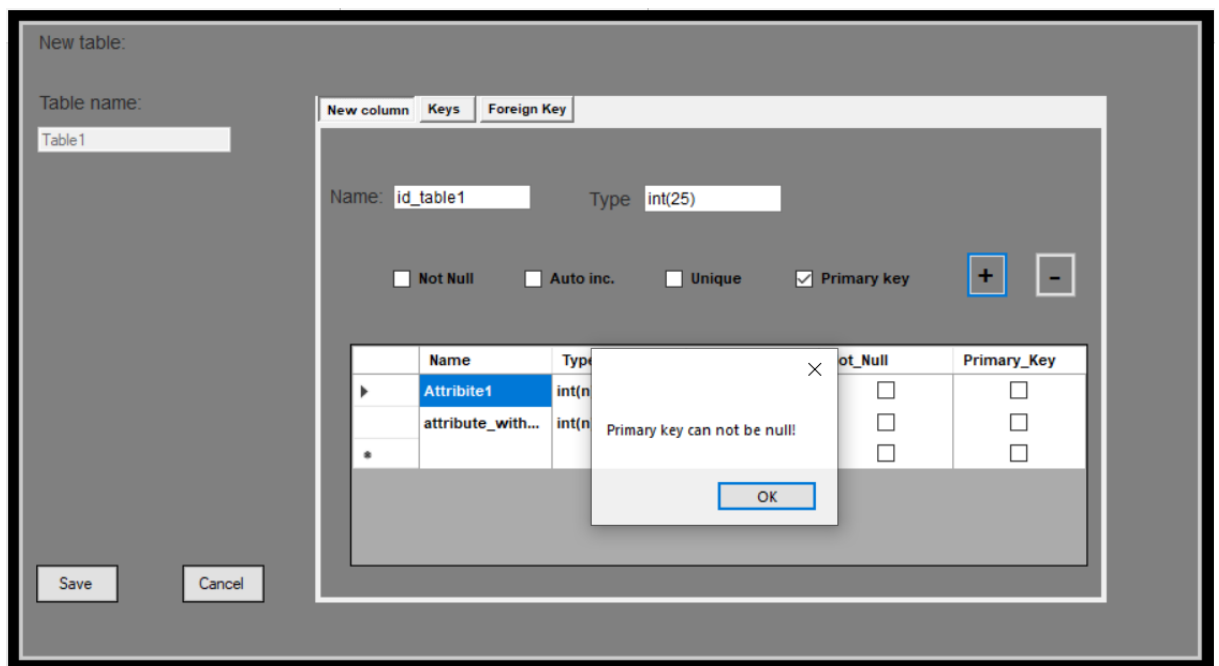 New table:
Table name:
Table1
New column Keys Foreign Key
Name: id_table1 Type int(25)
Not Null Auto inc. Unique Primary key + -
Name Type ot_Null Primary_Key
Attribite1 int(n
attribute_with... int(n
Primary key can not be null!
OK
Save Cancel